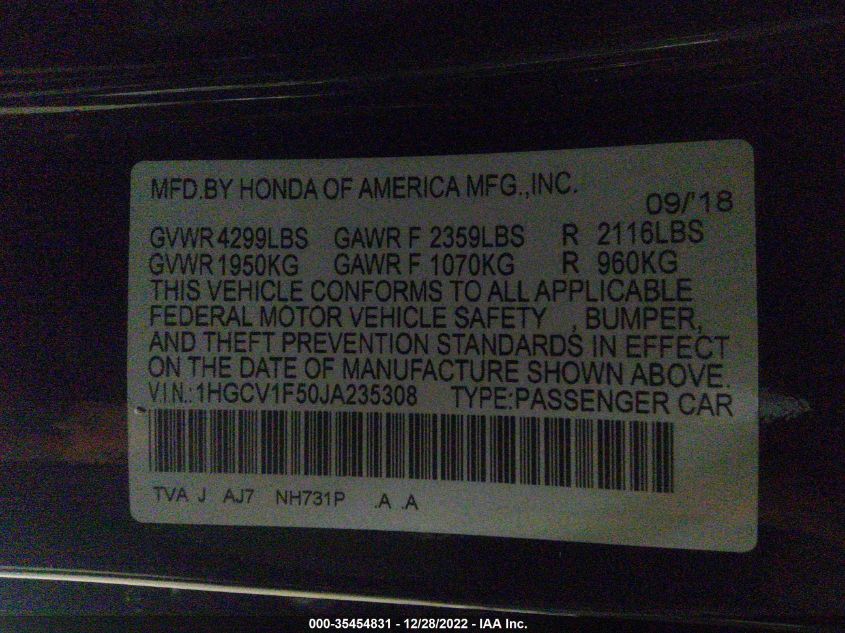 MFD.BY HONDA OF AMERICA MFG.,INC.
09/'18
GVWR 4299LBS GAWR F 2359LBS R 2116LBS
GVWR 1950KG GAWR F 1070KG R 960KG
THIS VEHICLE CONFORMS TO ALL APPLICABLE
FEDERAL MOTOR VEHICLE SAFETY , BUMPER,
AND THEFT PREVENTION STANDARDS IN EFFECT
ON THE DATE OF MANUFACTURE SHOWN ABOVE.
VIN.:1HGCV1F50JA235308 TYPE:PASSENGER CAR
TVA J AJ7 NH731P .A .A
000-35454831 - 12/28/2022 - IAA Inc.